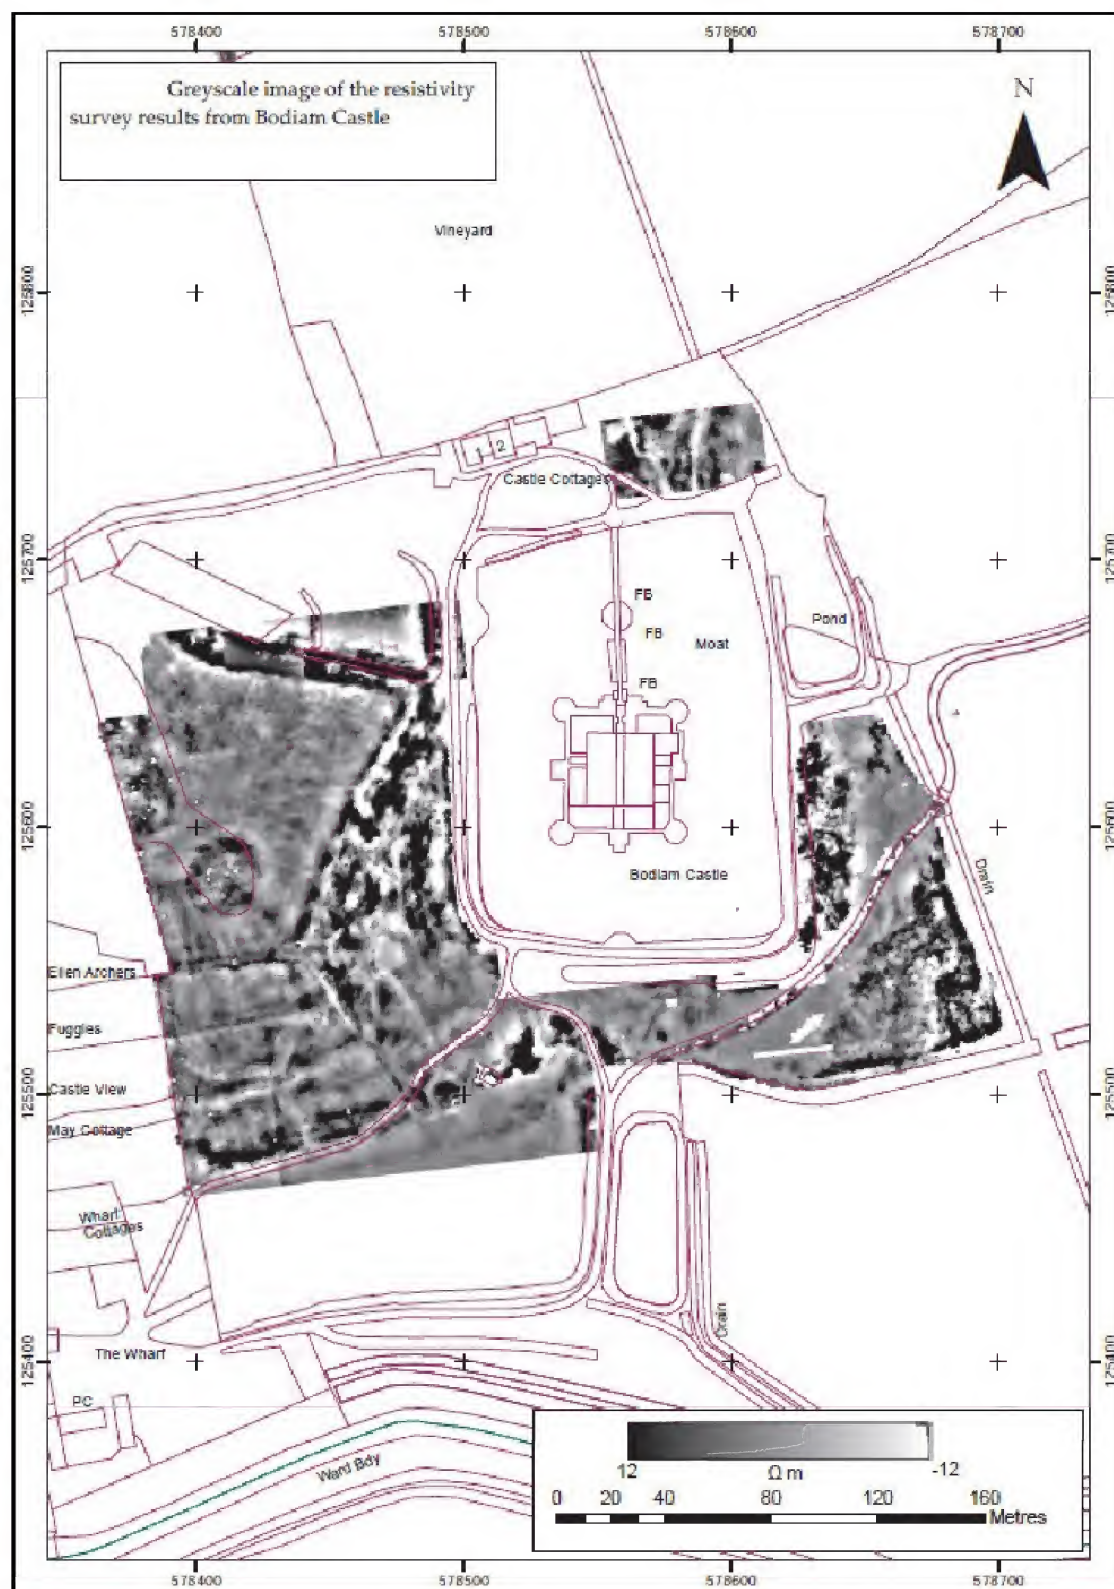 578400 578500 578600 578700
Greyscale image of the resistivity
survey results from Bodiam Castle
N
Vineyard
125800 125800
1 2
Castle Cottages
125700 125700
FB
Pond
FB
Moat
FB
125600 125600
Bodiam Castle
Drain
Ellen Archers
Fuggles
Castle View
125500 125500
May Cottage
Wharf
Cottages
Drain
The Wharf
125400 125400
PC
Ward Bdy
12 Ω m -12
0 20 40 80 120 160
Metres
578400 578500 578600 578700